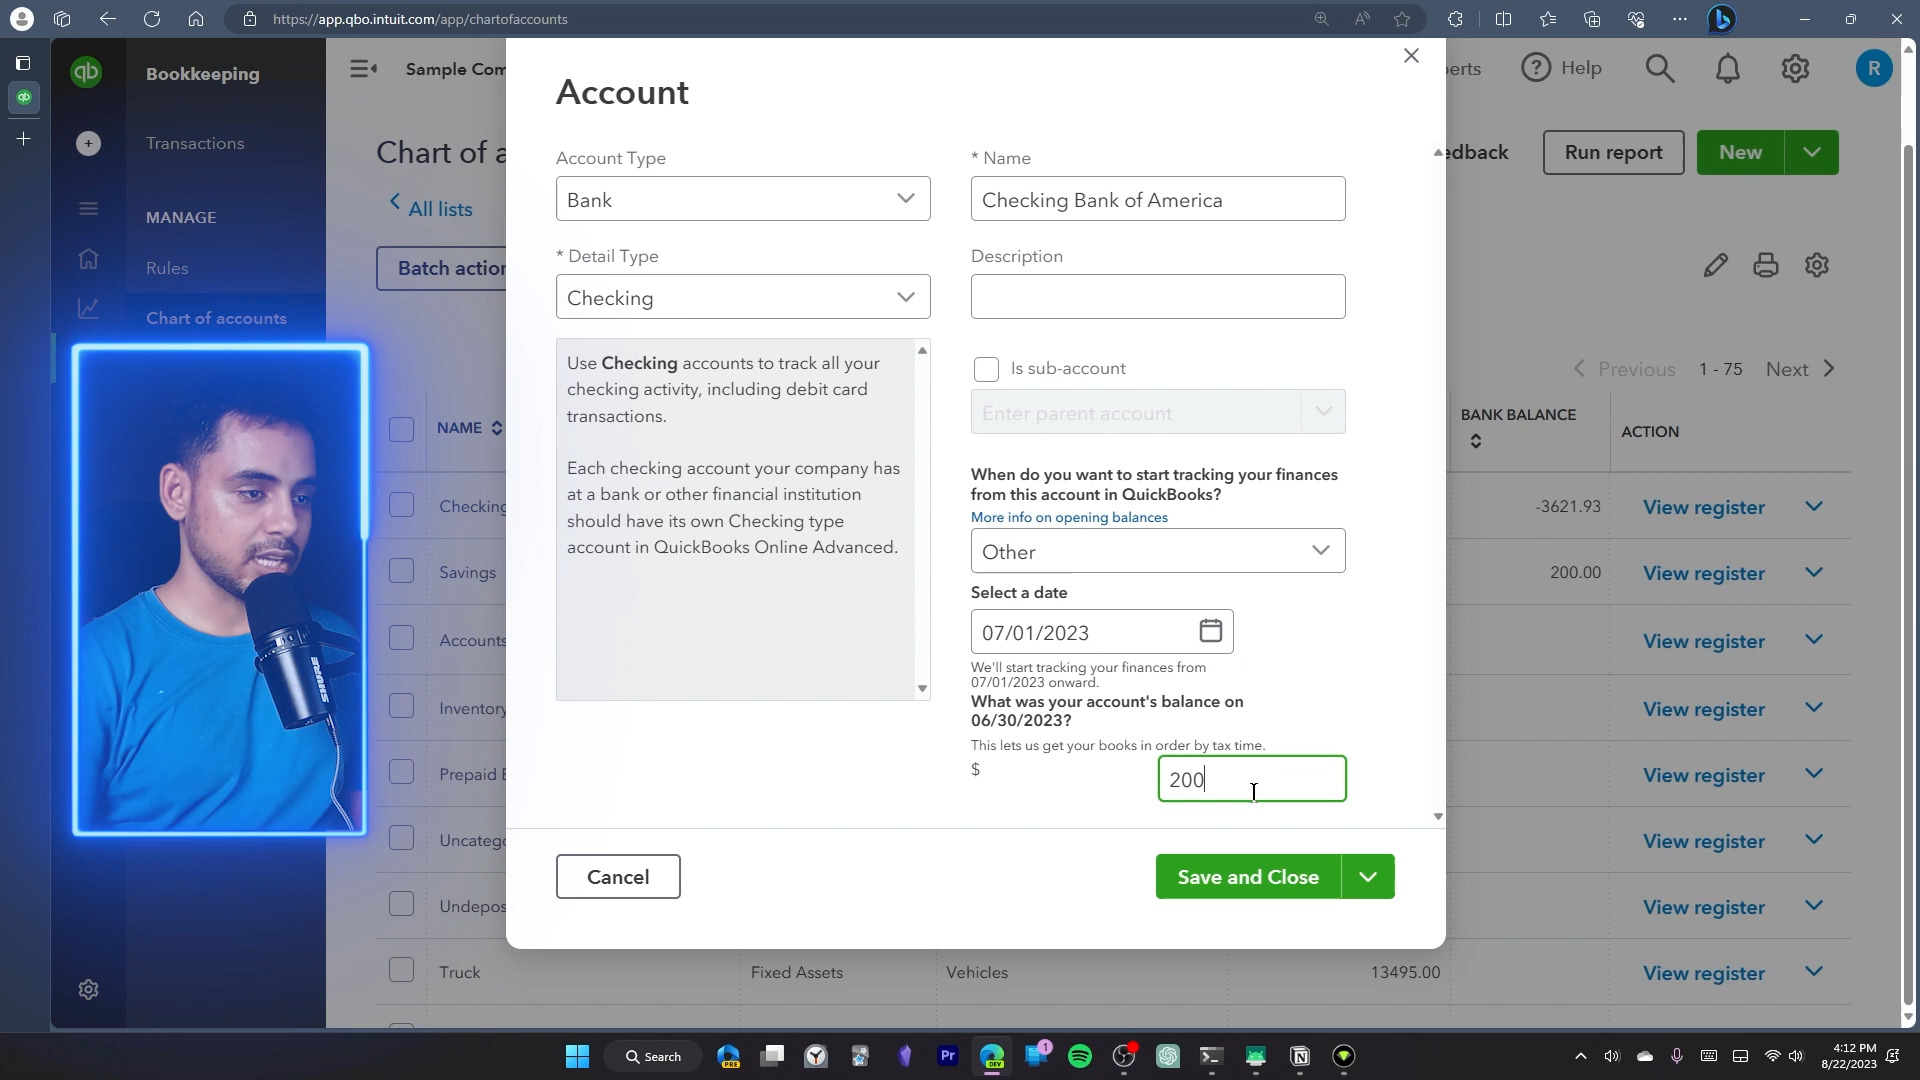 https://app.qbo.intuit.com/app/chartofaccounts
qb
Bookkeeping
Transactions
MANAGE
Rules
Chart of accounts
Sample Com
Help
R
Chart of a
All lists
Batch action
Run report
New
Previous 1 - 75 Next
NAME
BANK BALANCE
ACTION
Checking
-3621.93
View register
Savings
200.00
View register
Accounts
View register
Inventory
View register
Prepaid E
View register
Uncatego
View register
Undepos
View register
Truck
Fixed Assets
Vehicles
13495.00
View register
Account
Account Type
Bank
* Detail Type
Checking
Use Checking accounts to track all your
checking activity, including debit card
transactions.
Each checking account your company has
at a bank or other financial institution
should have its own Checking type
account in QuickBooks Online Advanced.
* Name
Checking Bank of America
Description
Is sub-account
Enter parent account
When do you want to start tracking your finances
from this account in QuickBooks?
More info on opening balances
Other
Select a date
07/01/2023
We'll start tracking your finances from
07/01/2023 onward.
What was your account's balance on
06/30/2023?
This lets us get your books in order by tax time.
$
200
Cancel
Save and Close
Search
PRE
Pr
DEV
1
4:12 PM
8/22/2023